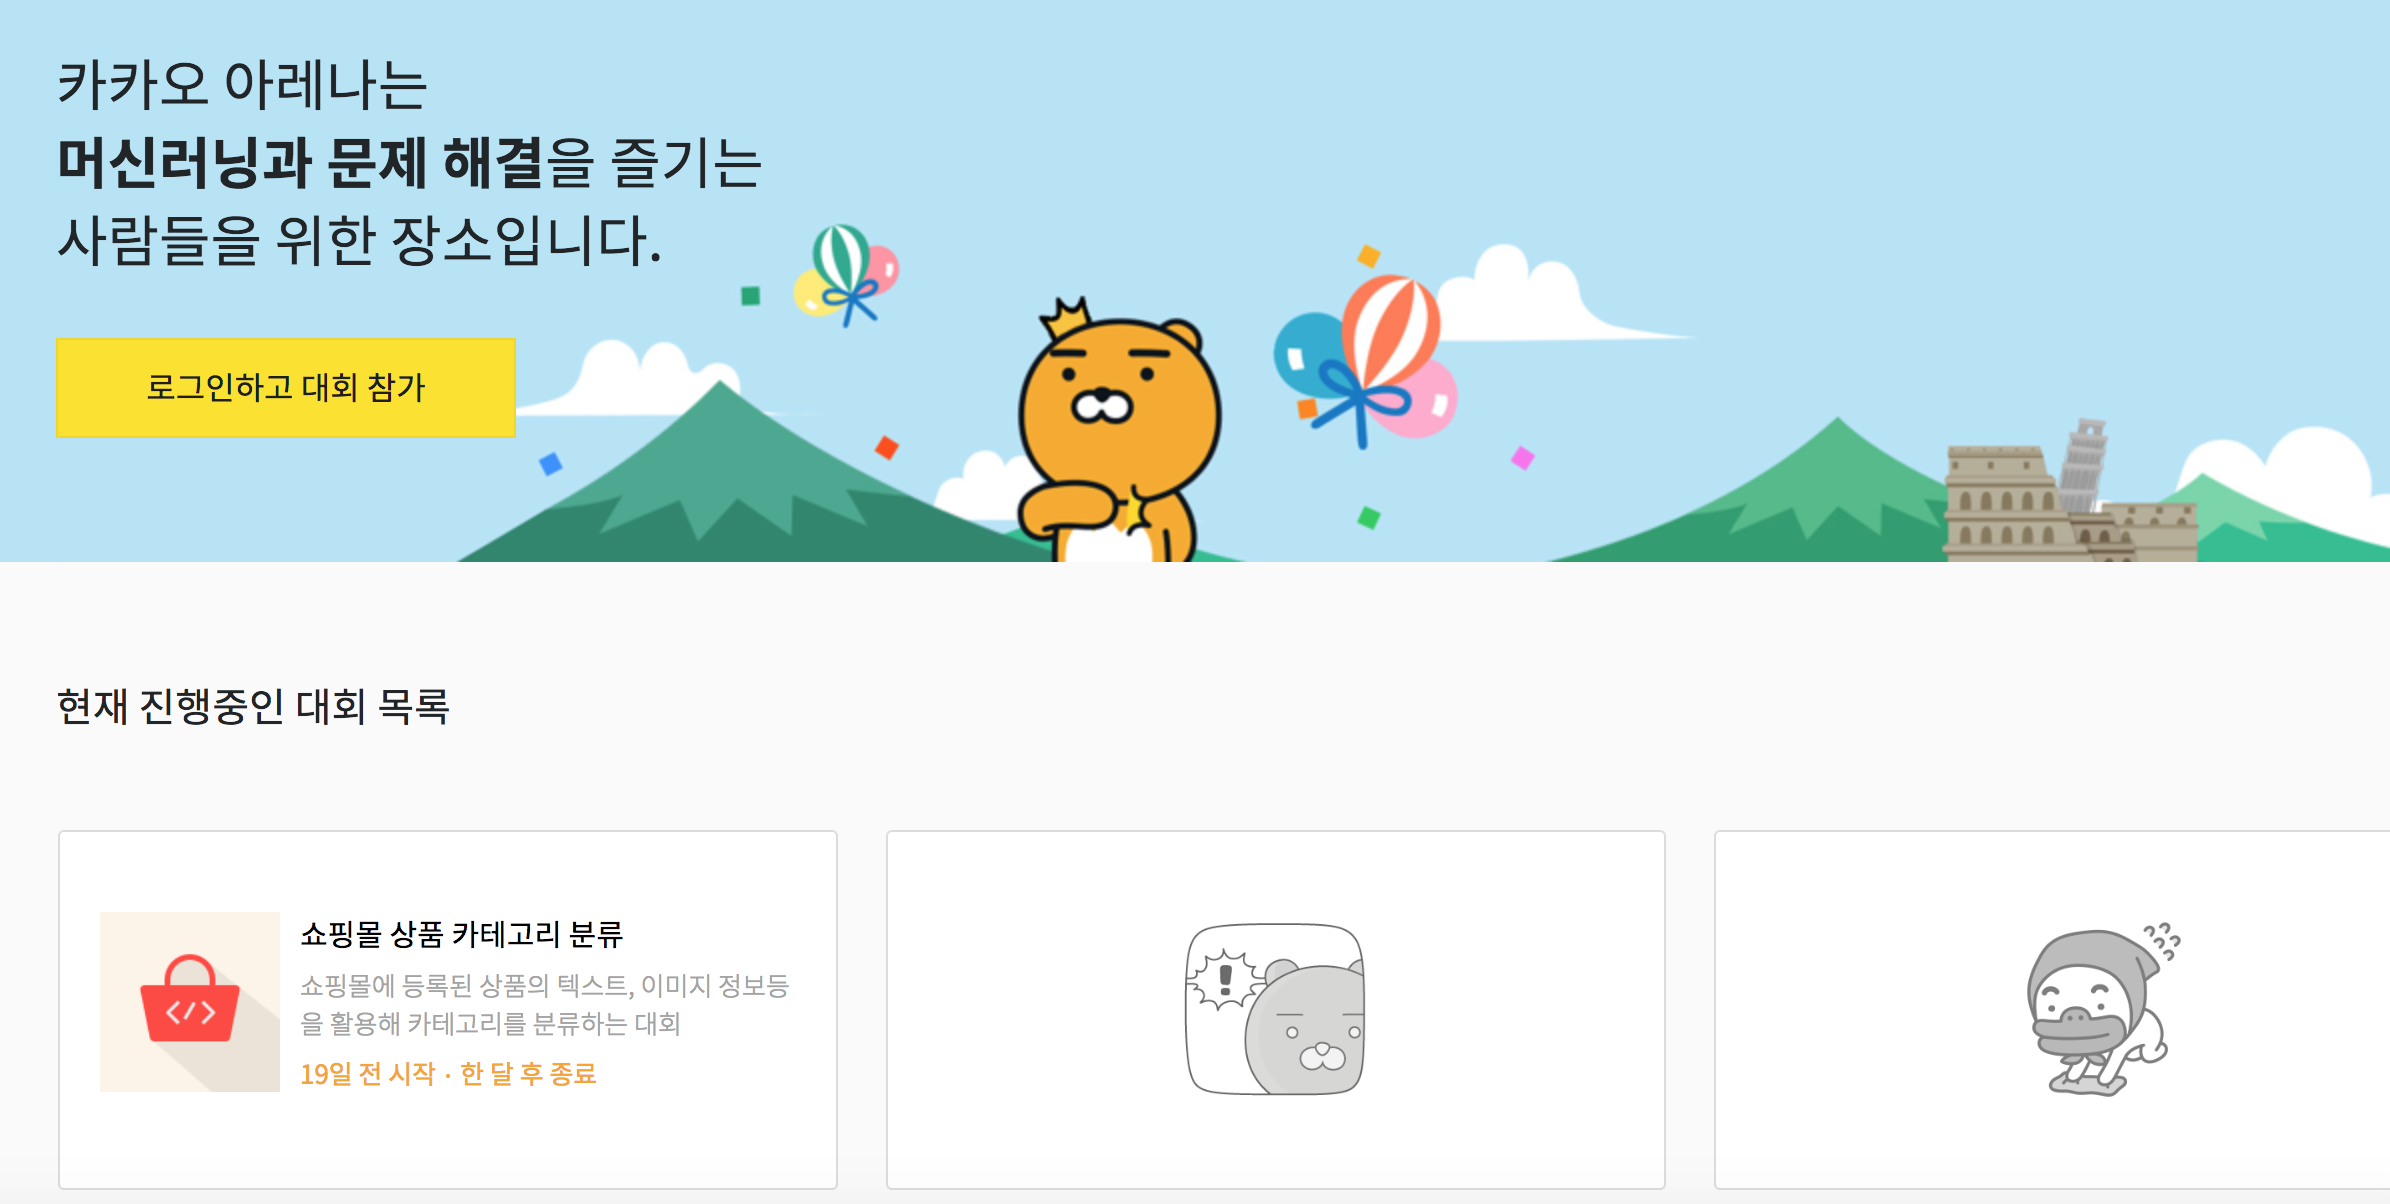 카카오 아레나는
머신러닝과 문제 해결을 즐기는
사람들을 위한 장소입니다.
로그인하고 대회 참가
현재 진행중인 대회 목록
쇼핑몰 상품 카테고리 분류
쇼핑몰에 등록된 상품의 텍스트, 이미지 정보등
을 활용해 카테고리를 분류하는 대회
19일 전 시작 · 한 달 후 종료